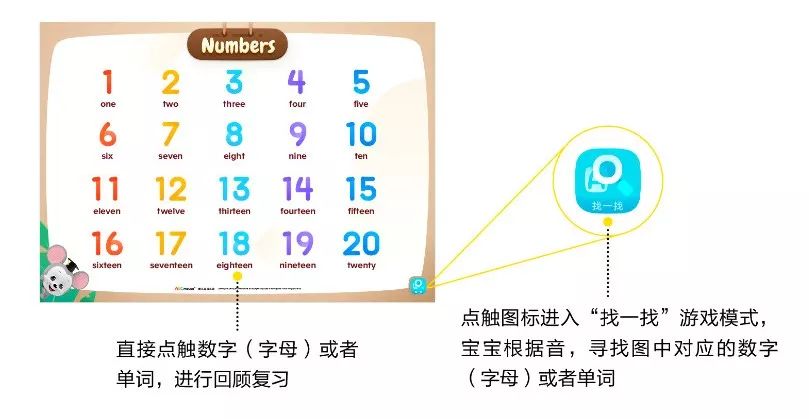 Numbers
1 2 3 4 5
one two three four five
6 7 8 9 10
six seven eight nine ten
11 12 13 14 15
eleven twelve thirteen fourteen fifteen
16 17 18 19 20
sixteen seventeen eighteen nineteen twenty
找一找
直接点触数字（字母）或者
单词，进行回顾复习
点触图标进入“找一找”游戏模式，
宝宝根据音，寻找图中对应的数字
（字母）或者单词